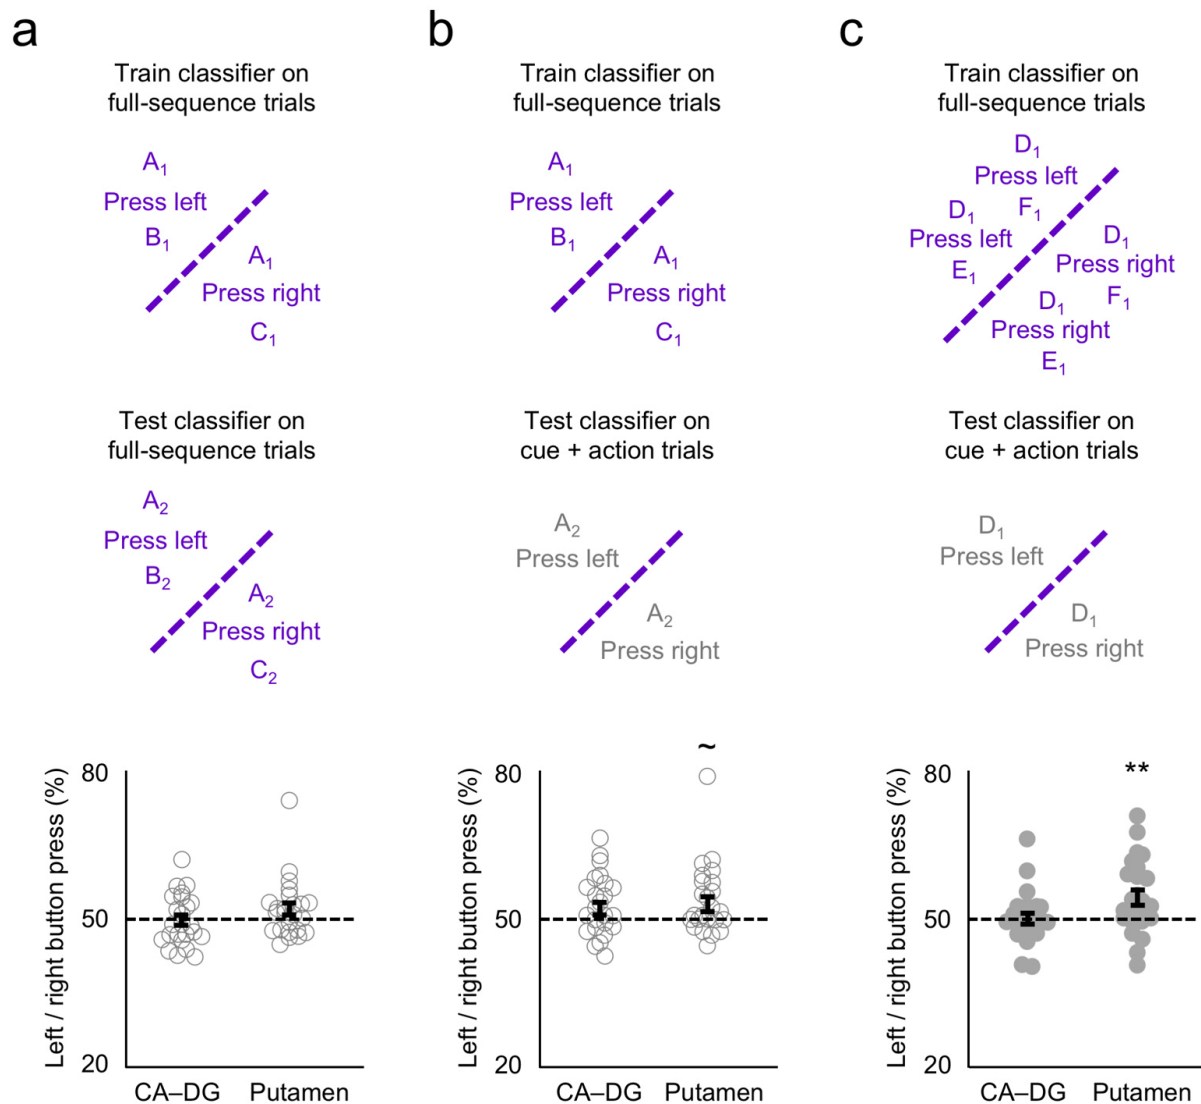 a
Train classifier on
full-sequence trials
A₁
Press left
B₁
A₁
Press right
C₁
Test classifier on
full-sequence trials
A₂
Press left
B₂
A₂
Press right
C₂
Left / right button press (%)
80
50
20
CA–DG
Putamen
b
Train classifier on
full-sequence trials
A₁
Press left
B₁
A₁
Press right
C₁
Test classifier on
cue + action trials
A₂
Press left
A₂
Press right
Left / right button press (%)
~
80
50
20
CA–DG
Putamen
c
Train classifier on
full-sequence trials
D₁
Press left
F₁
D₁
Press left
E₁
D₁
Press right
F₁
D₁
Press right
E₁
Test classifier on
cue + action trials
D₁
Press left
D₁
Press right
Left / right button press (%)
**
80
50
20
CA–DG
Putamen